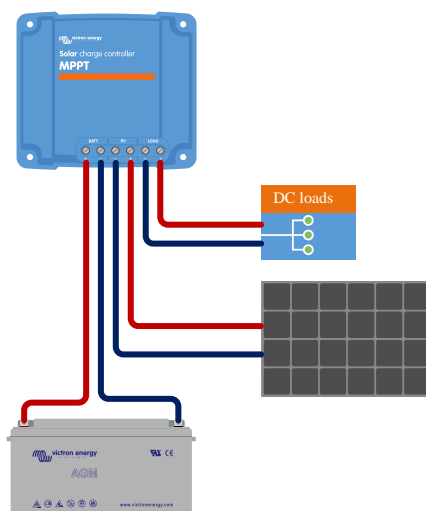 victron energy
Solar charge controller
MPPT
BATT PV LOAD
DC loads
victron energy
AGM
www.victronenergy.com